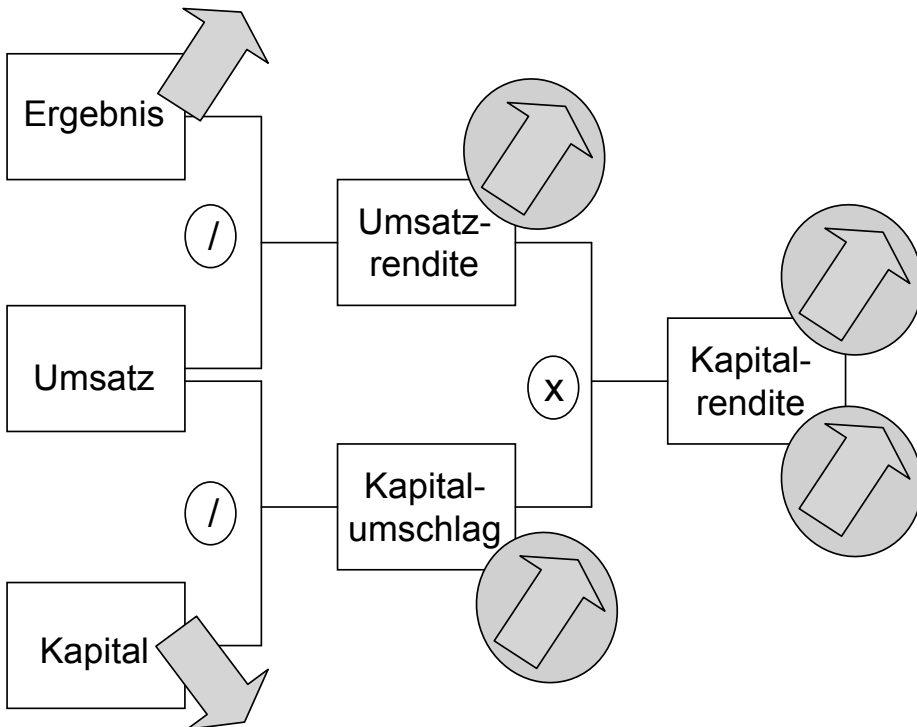 Ergebnis
/
Umsatz-
rendite
Umsatz
x
Kapital-
rendite
/
Kapital-
umschlag
Kapital